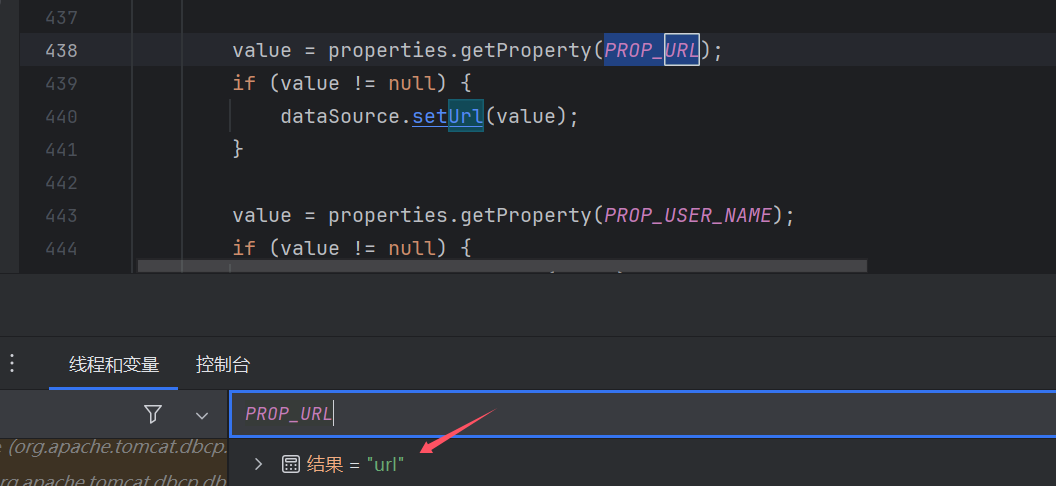 437
438 value = properties.getProperty(PROP_URL);
439 if (value != null) {
440 dataSource.setUrl(value);
441 }
442
443 value = properties.getProperty(PROP_USER_NAME);
444 if (value != null) {
线程和变量 控制台
PROP_URL
(org.apache.tomcat.dbcp.
结果 = "url"
rg.apache.tomcat.dbcp.db